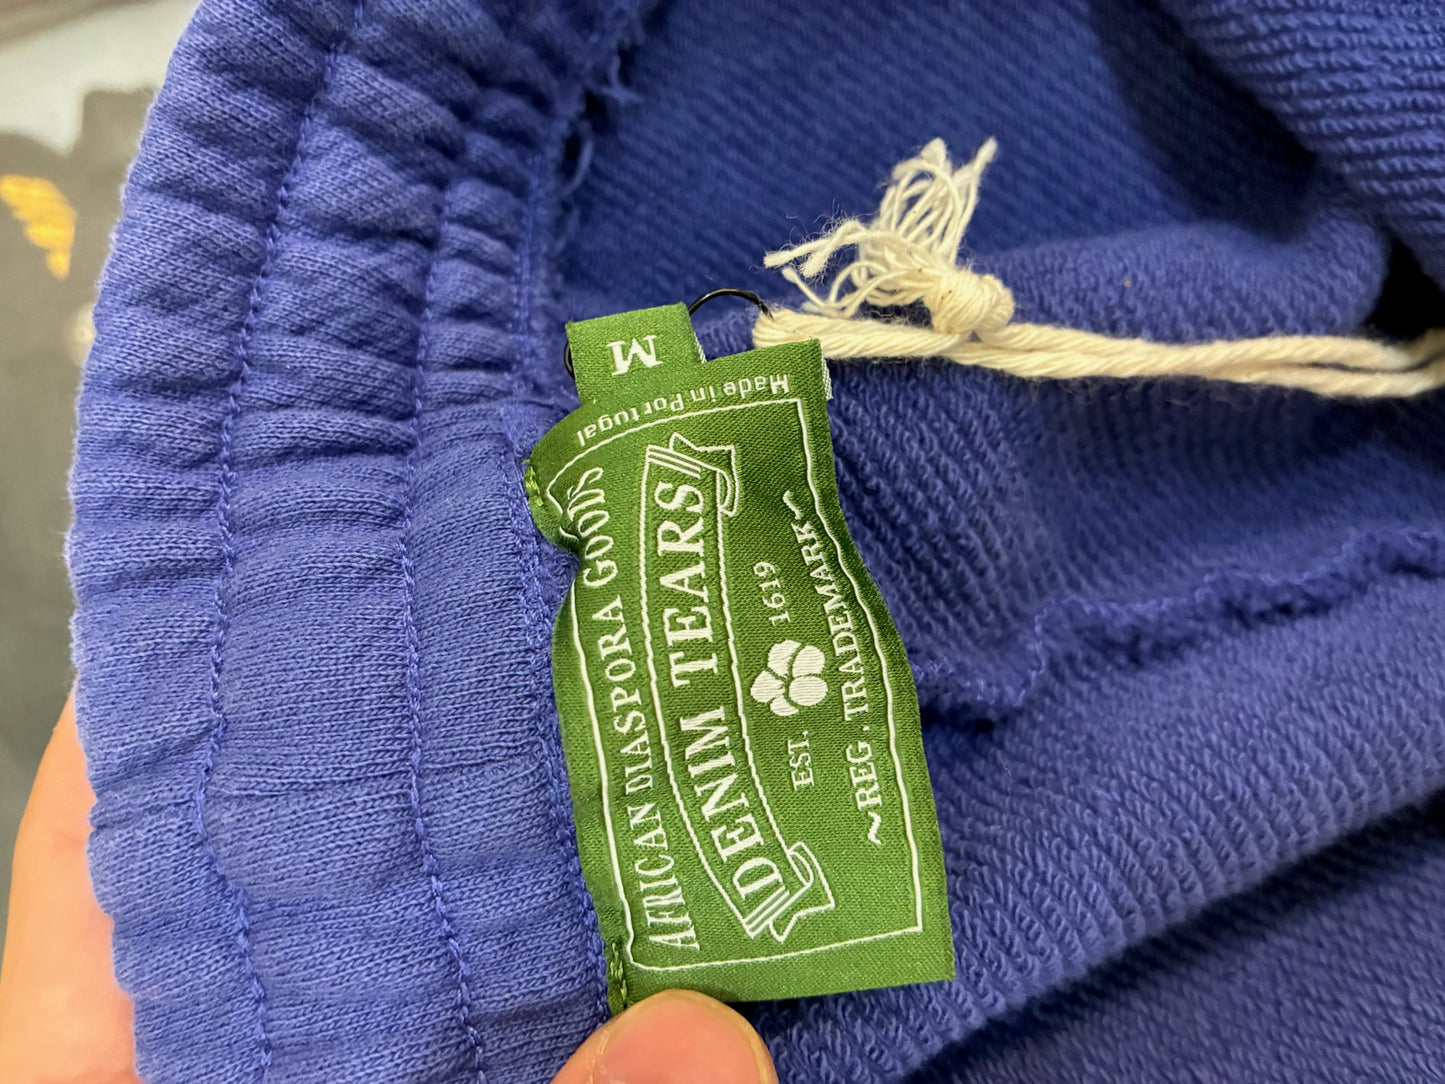 M
Made in Portugal
AFRICAN DIASPORA GOODS
DENIM TEARS
EST. 1619
~REG. TRADEMARK~